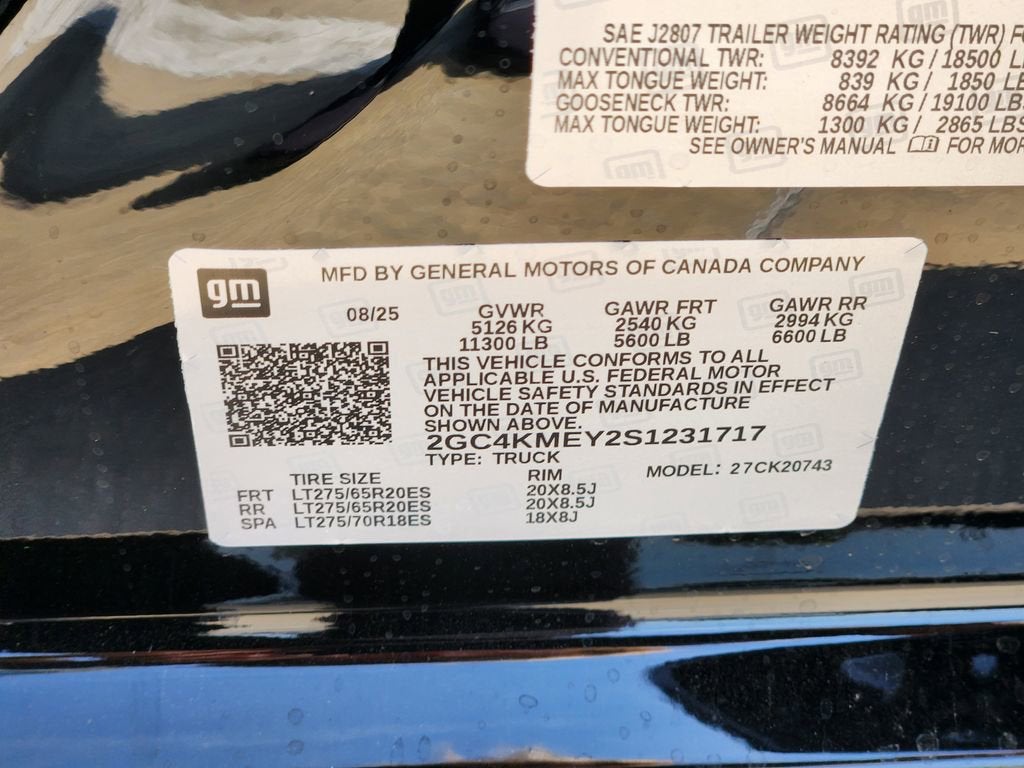 SAE J2807 TRAILER WEIGHT RATING (TWR)
CONVENTIONAL TWR: 8392 KG / 18500
MAX TONGUE WEIGHT: 839 KG / 1850
GOOSENECK TWR: 8664 KG / 19100 LBS
MAX TONGUE WEIGHT: 1300 KG / 2865 LBS
SEE OWNER'S MANUAL FOR
gm
MFD BY GENERAL MOTORS OF CANADA COMPANY
08/25 GVWR GAWR FRT GAWR RR
5126 KG 2540 KG 2994 KG
11300 LB 5600 LB 6600 LB
THIS VEHICLE CONFORMS TO ALL
APPLICABLE U.S. FEDERAL MOTOR
VEHICLE SAFETY STANDARDS IN EFFECT
ON THE DATE OF MANUFACTURE
SHOWN ABOVE.
2GC4KMEY2S1231717
TYPE: TRUCK MODEL: 27CK20743
TIRE SIZE RIM
FRT LT275/65R20ES 20X8.5J
RR LT275/65R20ES 20X8.5J
SPA LT275/70R18ES 18X8J